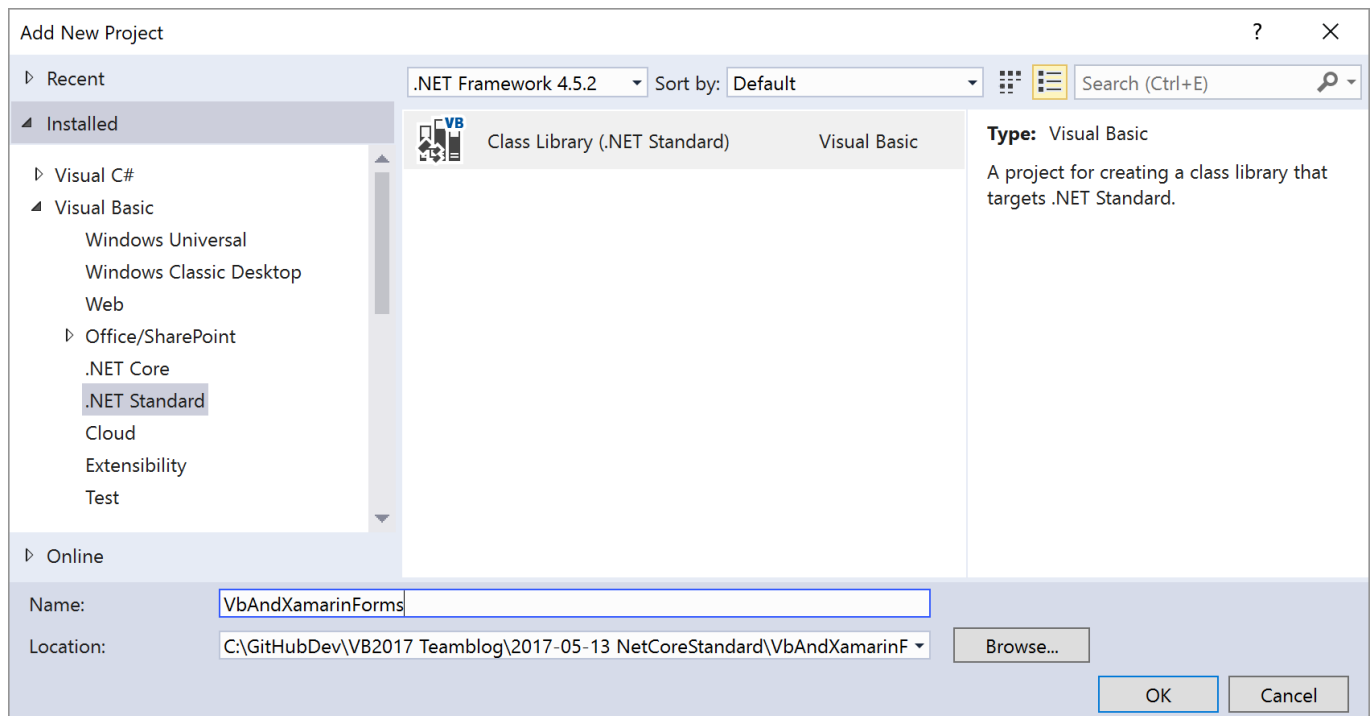 Add New Project
?
Recent
.NET Framework 4.5.2
Sort by:
Default
Search (Ctrl+E)
Installed
Visual C#
Visual Basic
Windows Universal
Windows Classic Desktop
Web
Office/SharePoint
.NET Core
.NET Standard
Cloud
Extensibility
Test
Online
VB
Class Library (.NET Standard)
Visual Basic
Type: Visual Basic
A project for creating a class library that
targets .NET Standard.
Name:
VbAndXamarinForms
Location:
C:\GitHubDev\VB2017 Teamblog\2017-05-13 NetCoreStandard\VbAndXamarinF
Browse...
OK
Cancel